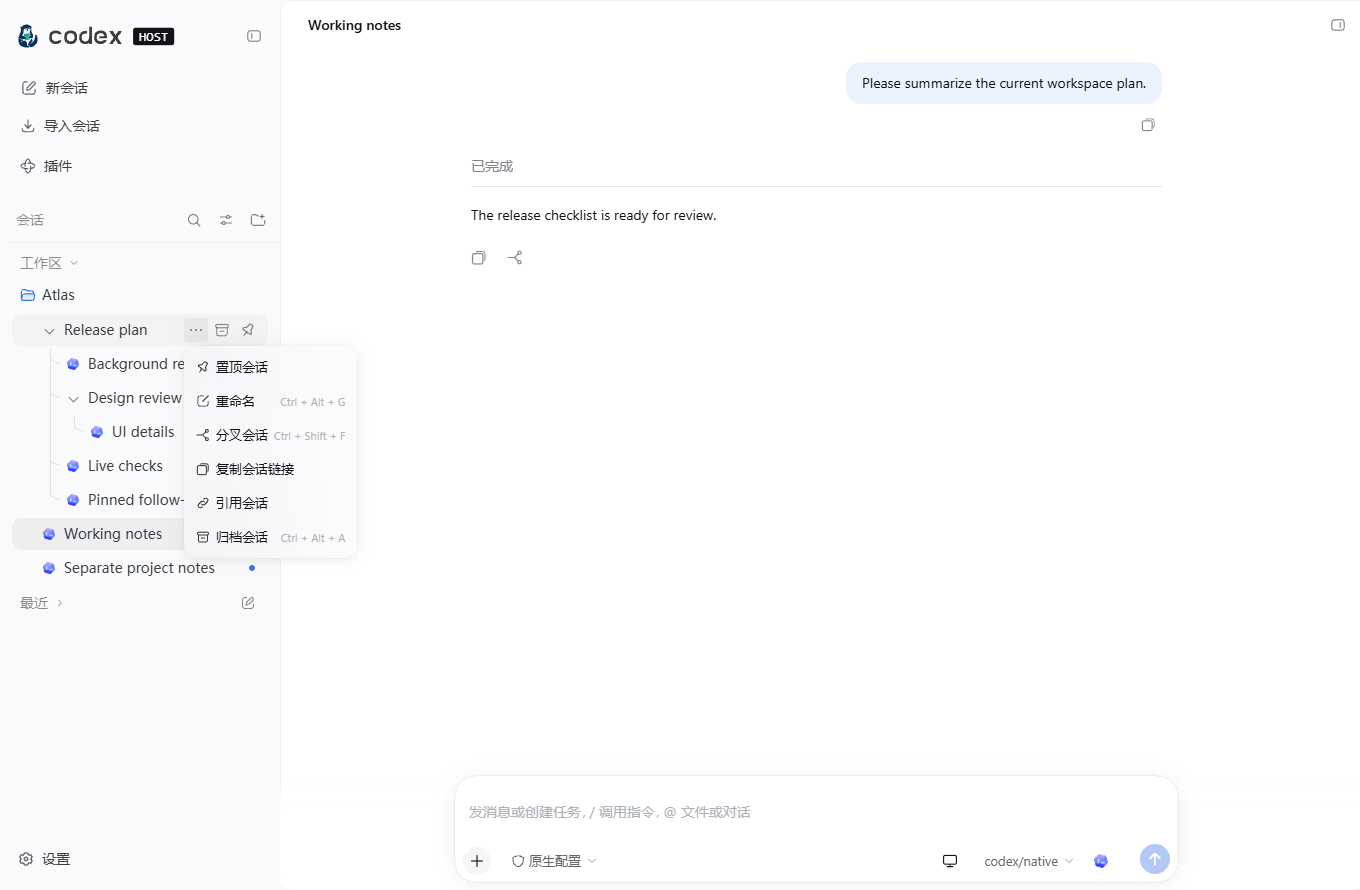 codex HOST
新会话
导入会话
插件
会话
工作区
Atlas
Release plan
Background re
Design review
UI details
Live checks
Pinned follow-
Working notes
Separate project notes
最近
设置
置顶会话
重命名 Ctrl + Alt + G
分叉会话 Ctrl + Shift + F
复制会话链接
引用会话
归档会话 Ctrl + Alt + A
Working notes
Please summarize the current workspace plan.
已完成
The release checklist is ready for review.
发消息或创建任务, / 调用指令, @ 文件或对话
原生配置
codex/native